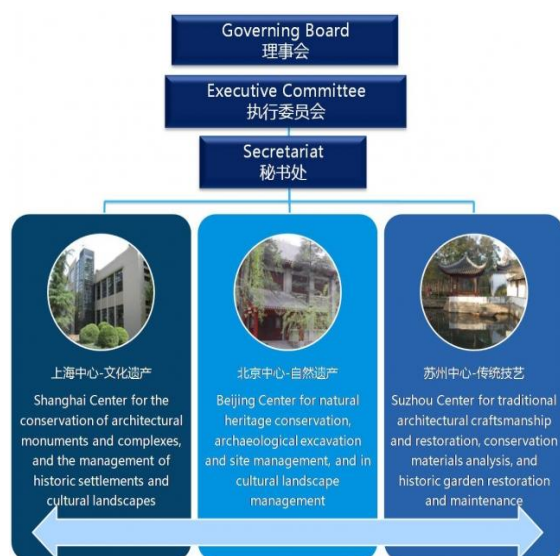 Governing Board
理事会
Executive Committee
执行委员会
Secretariat
秘书处
上海中心-文化遗产
Shanghai Center for the
conservation of architectural
monuments and complexes,
and the management of
historic settlements and
cultural landscapes
北京中心-自然遗产
Beijing Center for natural
heritage conservation,
archaeological excavation
and site management, and in
cultural landscape
management
苏州中心-传统技艺
Suzhou Center for traditional
architectural craftsmanship
and restoration, conservation
materials analysis, and
historic garden restoration
and maintenance